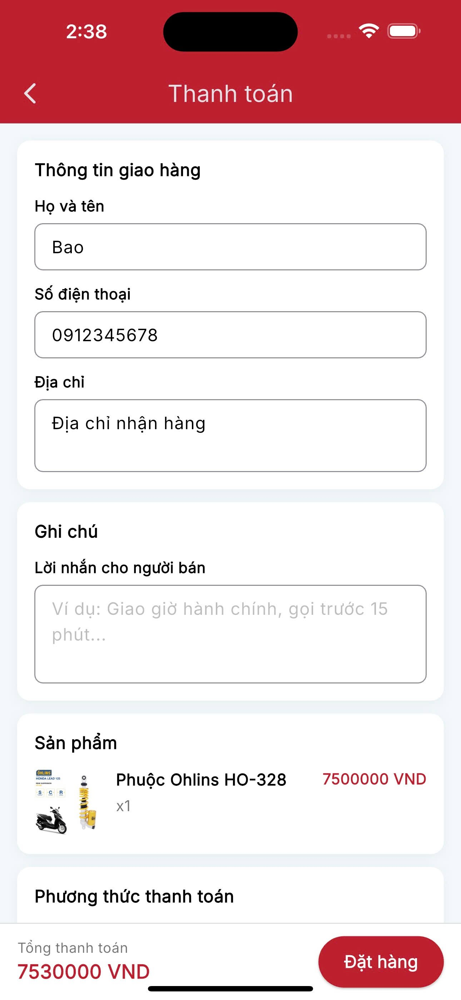 2:38
Thanh toán
Thông tin giao hàng
Họ và tên
Bao
Số điện thoại
0912345678
Địa chỉ
Địa chỉ nhận hàng
Ghi chú
Lời nhắn cho người bán
Ví dụ: Giao giờ hành chính, gọi trước 15
phút...
Sản phẩm
ÖHLINS
HONDA LEAD 125
REAR SUSPENSION
S C R
Phuộc Ohlins HO-328
7500000 VND
x1
Phương thức thanh toán
Tổng thanh toán
7530000 VND
Đặt hàng